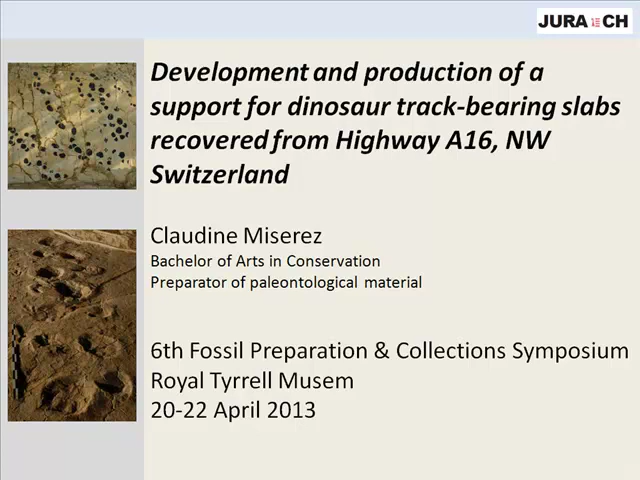 JURA CH
Development and production of a
support for dinosaur track-bearing slabs
recovered from Highway A16, NW
Switzerland
Claudine Miserez
Bachelor of Arts in Conservation
Preparator of paleontological material
6th Fossil Preparation & Collections Symposium
Royal Tyrrell Musem
20-22 April 2013